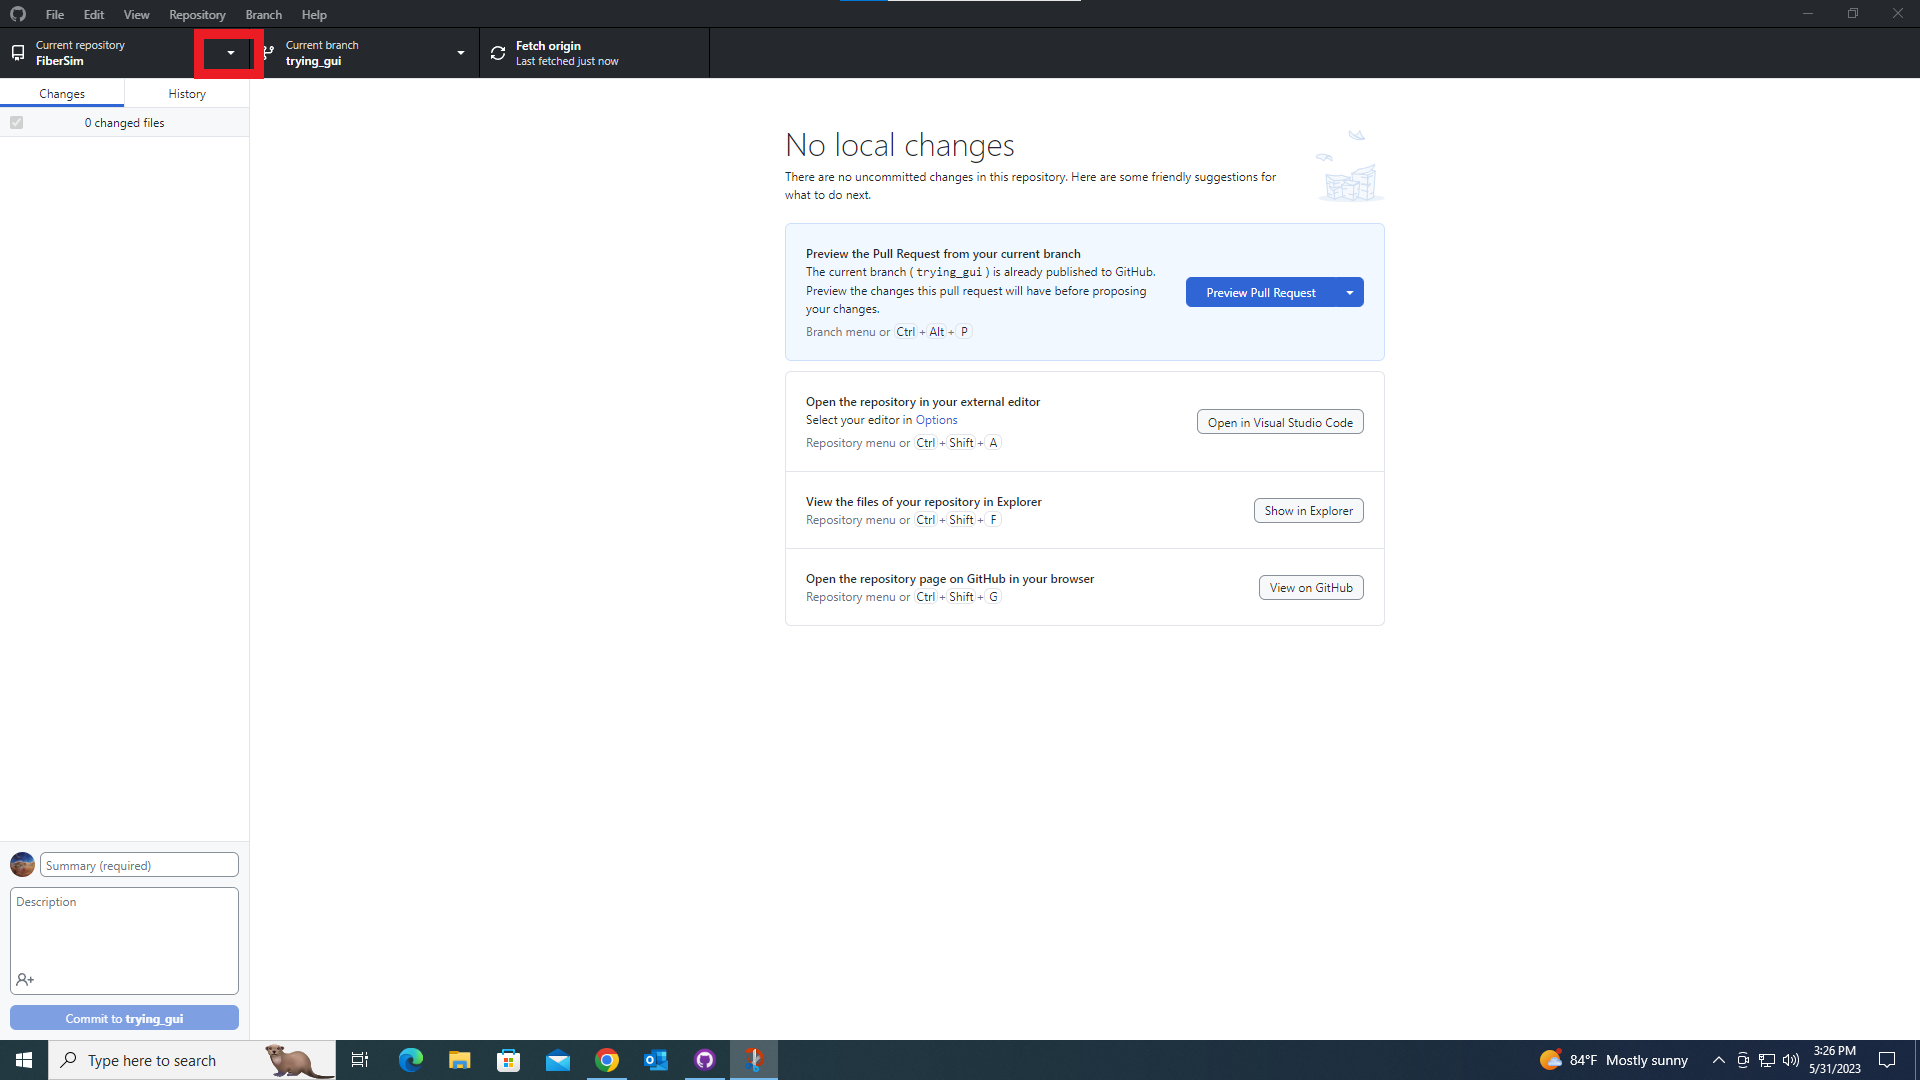 File Edit View Repository Branch Help
Current repository
FiberSim
Current branch
trying_gui
Fetch origin
Last fetched just now
Changes History
0 changed files
No local changes
There are no uncommitted changes in this repository. Here are some friendly suggestions for
what to do next.
Preview the Pull Request from your current branch
The current branch ( trying_gui ) is already published to GitHub.
Preview the changes this pull request will have before proposing
your changes.
Branch menu or Ctrl + Alt + P
Preview Pull Request
Open the repository in your external editor
Select your editor in Options
Repository menu or Ctrl + Shift + A
Open in Visual Studio Code
View the files of your repository in Explorer
Repository menu or Ctrl + Shift + F
Show in Explorer
Open the repository page on GitHub in your browser
Repository menu or Ctrl + Shift + G
View on GitHub
Summary (required)
Description
Commit to trying_gui
Type here to search
84°F Mostly sunny
3:26 PM
5/31/2023